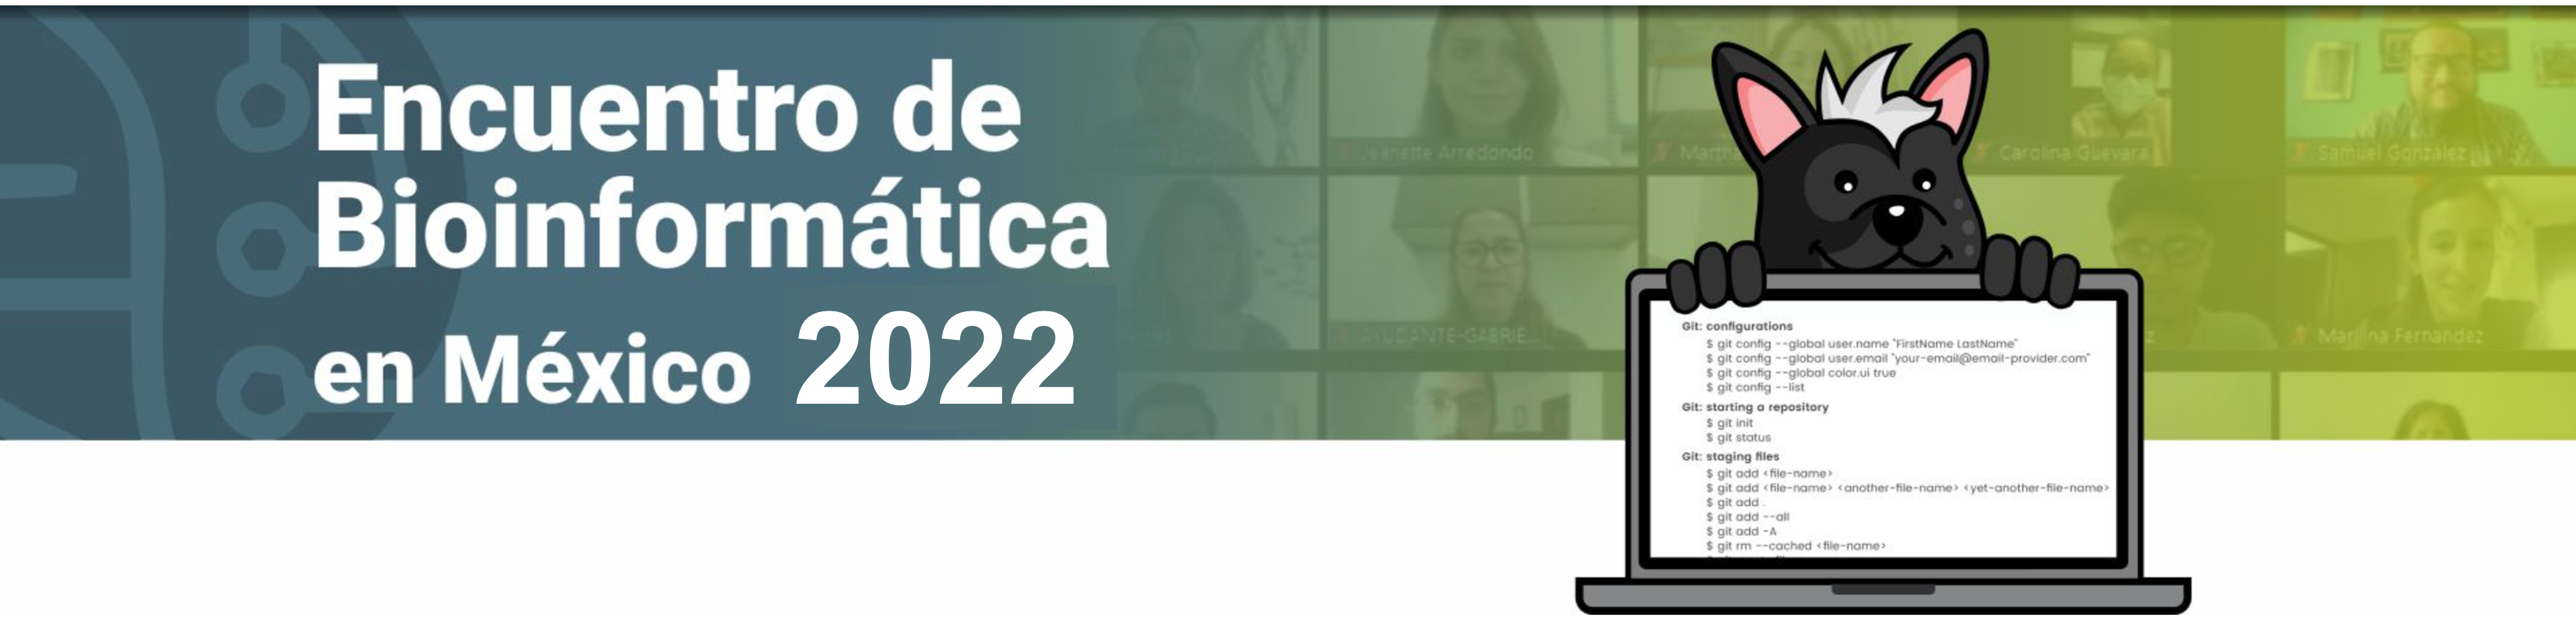 Encuentro de
Bioinformática
en México 2022
Jeanette Arredondo
Martha
Carolina Guevara
Samuel Gonzalez
AYUDANTE-GABRIE...
Fernandez
Git: configurations
$ git config --global user.name "FirstName LastName"
$ git config --global user.email "your-email@email-provider.com"
$ git config --global color.ui true
$ git config --list
Git: starting a repository
$ git init
$ git status
Git: staging files
$ git add <file-name>
$ git add <file-name> <another-file-name> <yet-another-file-name>
$ git add .
$ git add --all
$ git add -A
$ git rm --cached <file-name>